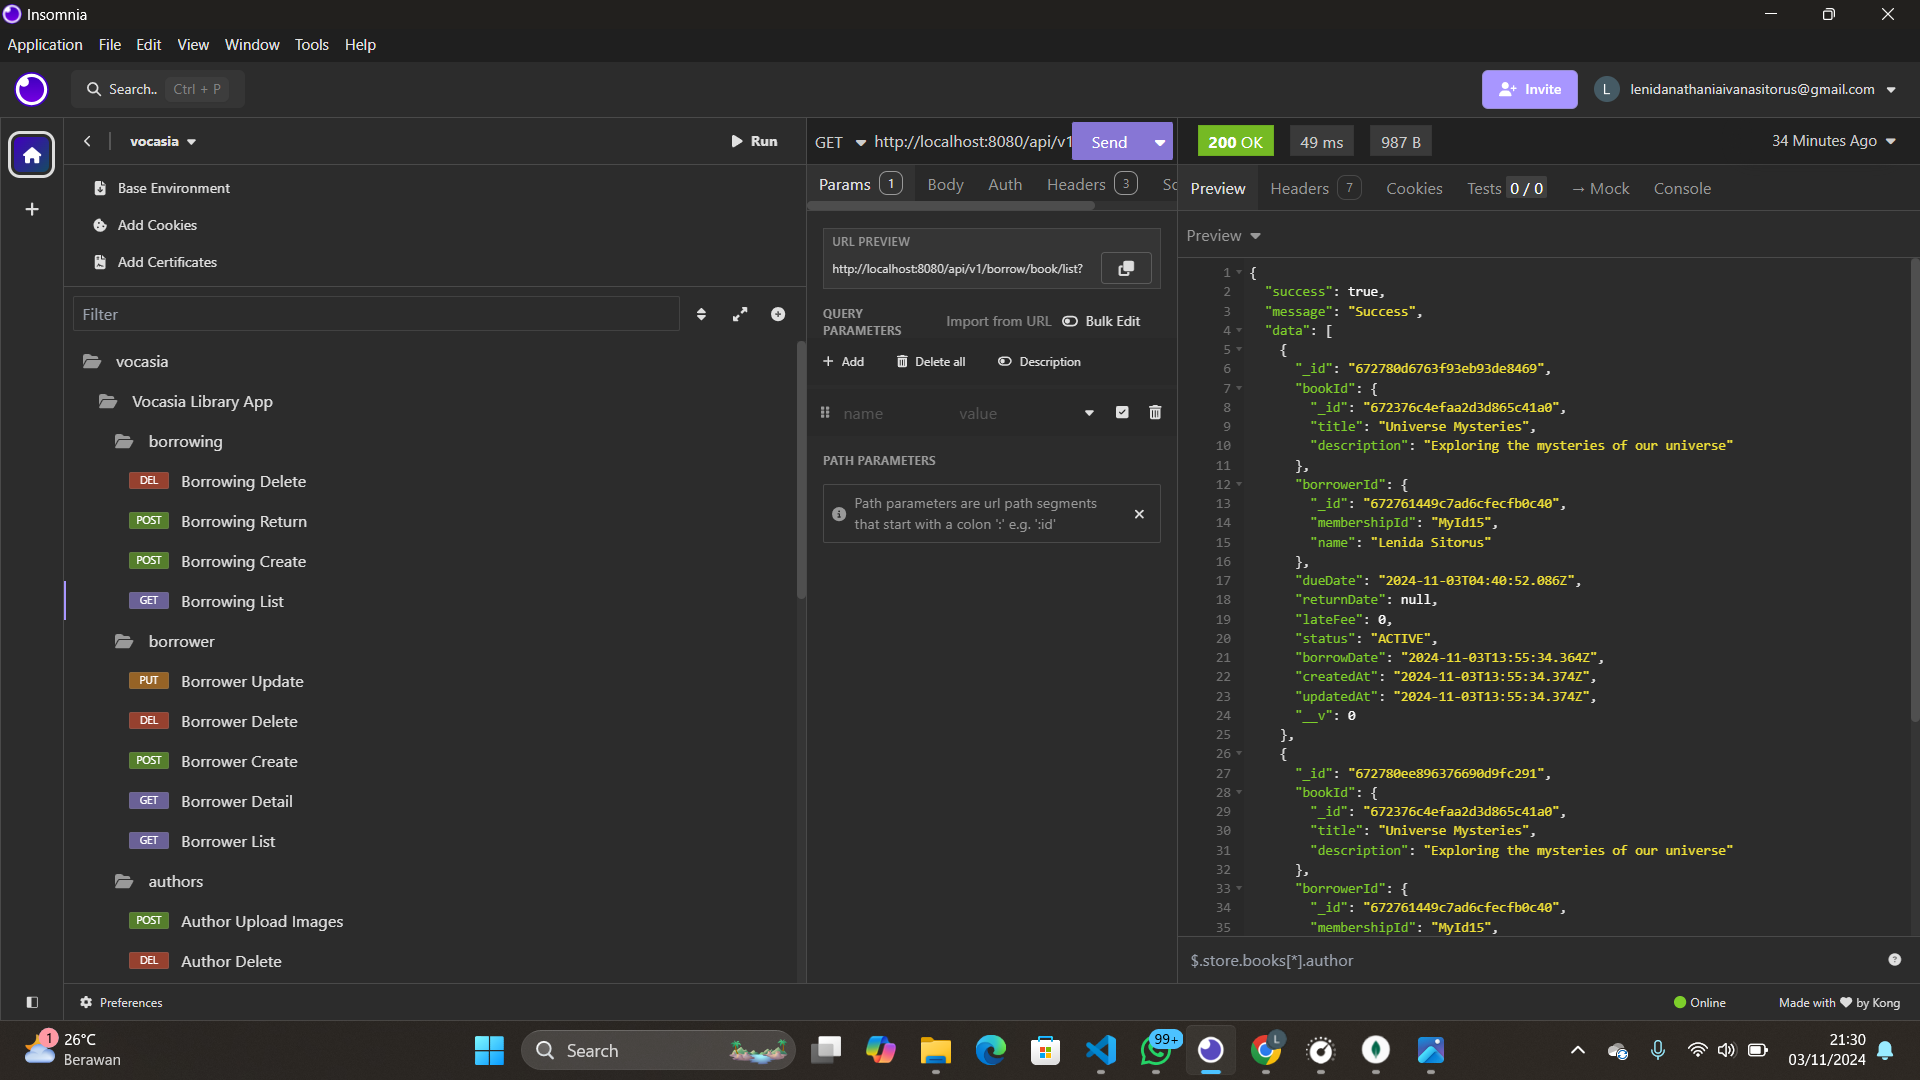 Insomnia
Application File Edit View Window Tools Help
Search.. Ctrl + P
Invite
L lenidanathaniaivanasitorus@gmail.com
vocasia
Run
Base Environment
Add Cookies
Add Certificates
Filter
vocasia
Vocasia Library App
borrowing
DEL Borrowing Delete
POST Borrowing Return
POST Borrowing Create
GET Borrowing List
borrower
PUT Borrower Update
DEL Borrower Delete
POST Borrower Create
GET Borrower Detail
GET Borrower List
authors
POST Author Upload Images
DEL Author Delete
Preferences
GET http://localhost:8080/api/v1 Send
Params 1 Body Auth Headers 3 Sc
URL PREVIEW
http://localhost:8080/api/v1/borrow/book/list?
QUERY PARAMETERS Import from URL Bulk Edit
+ Add Delete all Description
name value
PATH PARAMETERS
Path parameters are url path segments
that start with a colon ':' e.g. ':id'
200 OK 49 ms 987 B 34 Minutes Ago
Preview Headers 7 Cookies Tests 0 / 0 → Mock Console
Preview
1 {
2 "success": true,
3 "message": "Success",
4 "data": [
5 {
6 "_id": "672780d6763f93eb93de8469",
7 "bookId": {
8 "_id": "672376c4efaa2d3d865c41a0",
9 "title": "Universe Mysteries",
10 "description": "Exploring the mysteries of our universe"
11 },
12 "borrowerId": {
13 "_id": "672761449c7ad6cfecfb0c40",
14 "membershipId": "MyId15",
15 "name": "Lenida Sitorus"
16 },
17 "dueDate": "2024-11-03T04:40:52.086Z",
18 "returnDate": null,
19 "lateFee": 0,
20 "status": "ACTIVE",
21 "borrowDate": "2024-11-03T13:55:34.364Z",
22 "createdAt": "2024-11-03T13:55:34.374Z",
23 "updatedAt": "2024-11-03T13:55:34.374Z",
24 "__v": 0
25 },
26 {
27 "_id": "672780ee896376690d9fc291",
28 "bookId": {
29 "_id": "672376c4efaa2d3d865c41a0",
30 "title": "Universe Mysteries",
31 "description": "Exploring the mysteries of our universe"
32 },
33 "borrowerId": {
34 "_id": "672761449c7ad6cfecfb0c40",
35 "membershipId": "MyId15",
$.store.books[*].author
Online Made with by Kong
1 26°C
Berawan
Search
99+
L
21:30
03/11/2024